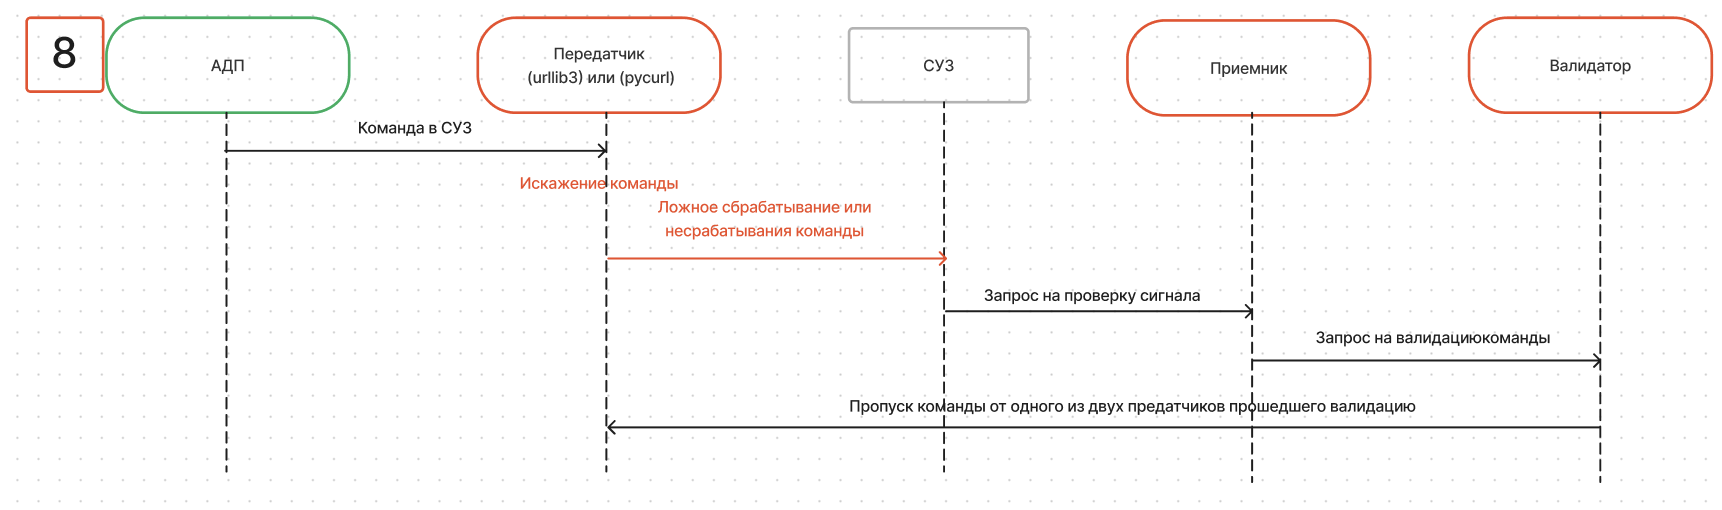 8
АДП
Передатчик
(urllib3) или (pycurl)
СУЗ
Приемник
Валидатор
Команда в СУЗ
Искажение команды
Ложное сбрабатывание или
несрабатывания команды
Запрос на проверку сигнала
Запрос на валидациюкоманды
Пропуск команды от одного из двух предатчиков прошедшего валидацию